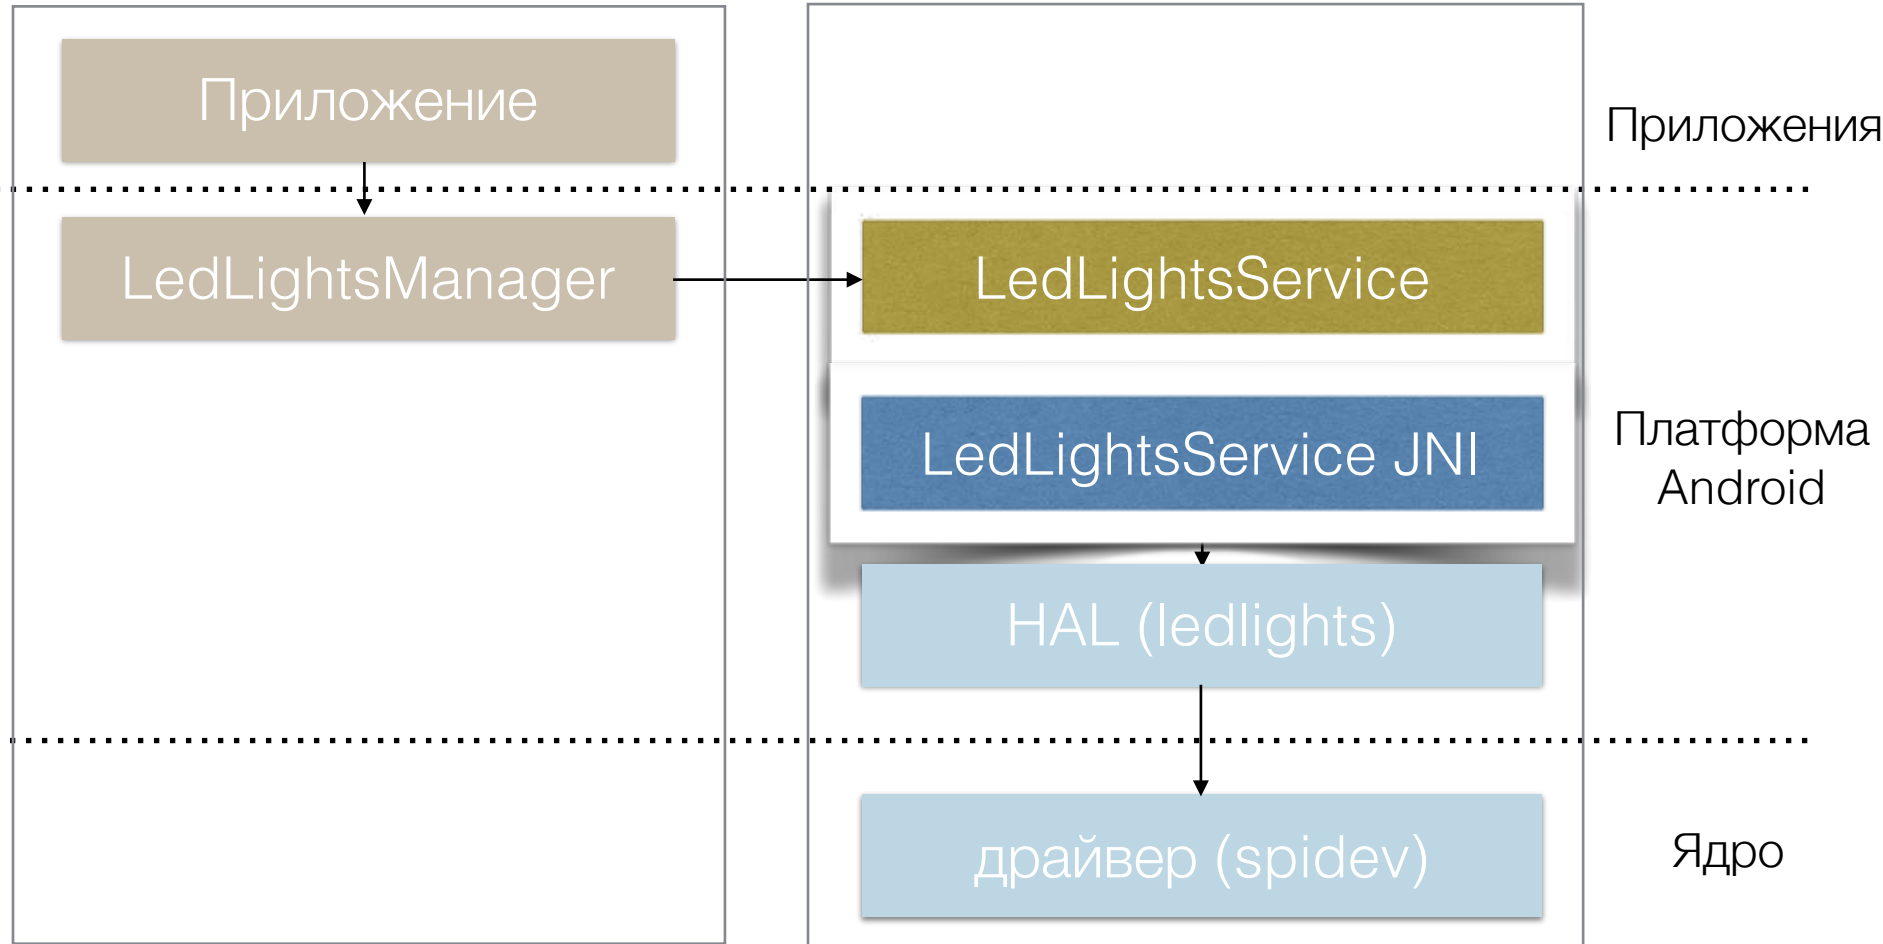 Приложение
Приложения
LedLightsManager
LedLightsService
LedLightsService JNI
Платформа
Android
HAL (ledlights)
драйвер (spidev)
Ядро